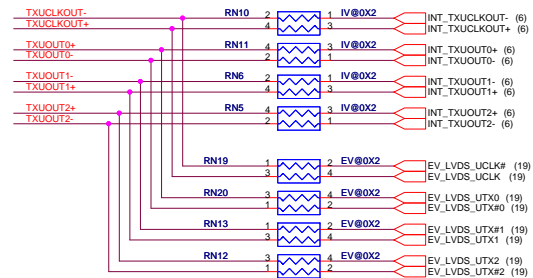 TXUCLKOUT- RN10 2 1 IV@0X2 INT_TXUCLKOUT- (6)
TXUCLKOUT+ 4 3 INT_TXUCLKOUT+ (6)
TXUOUT0+ RN11 4 3 IV@0X2 INT_TXUOUT0+ (6)
TXUOUT0- 2 1 INT_TXUOUT0- (6)
TXUOUT1- RN6 2 1 IV@0X2 INT_TXUOUT1- (6)
TXUOUT1+ 4 3 INT_TXUOUT1+ (6)
TXUOUT2+ RN5 4 3 IV@0X2 INT_TXUOUT2+ (6)
TXUOUT2- 2 1 INT_TXUOUT2- (6)
RN19 1 2 EV@0X2 EV_LVDS_UCLK# (19)
3 4 EV_LVDS_UCLK (19)
RN20 3 4 EV@0X2 EV_LVDS_UTX0 (19)
1 2 EV_LVDS_UTX#0 (19)
RN13 1 2 EV@0X2 EV_LVDS_UTX#1 (19)
3 4 EV_LVDS_UTX1 (19)
RN12 3 4 EV@0X2 EV_LVDS_UTX2 (19)
1 2 EV_LVDS_UTX#2 (19)